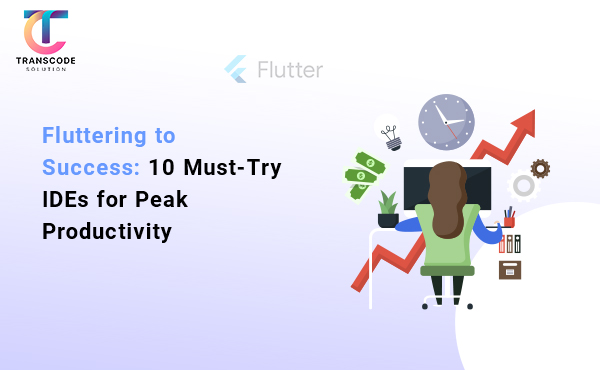 TRANSCODE
SOLUTION
Flutter
Fluttering to
Success: 10 Must-Try
IDEs for Peak
Productivity